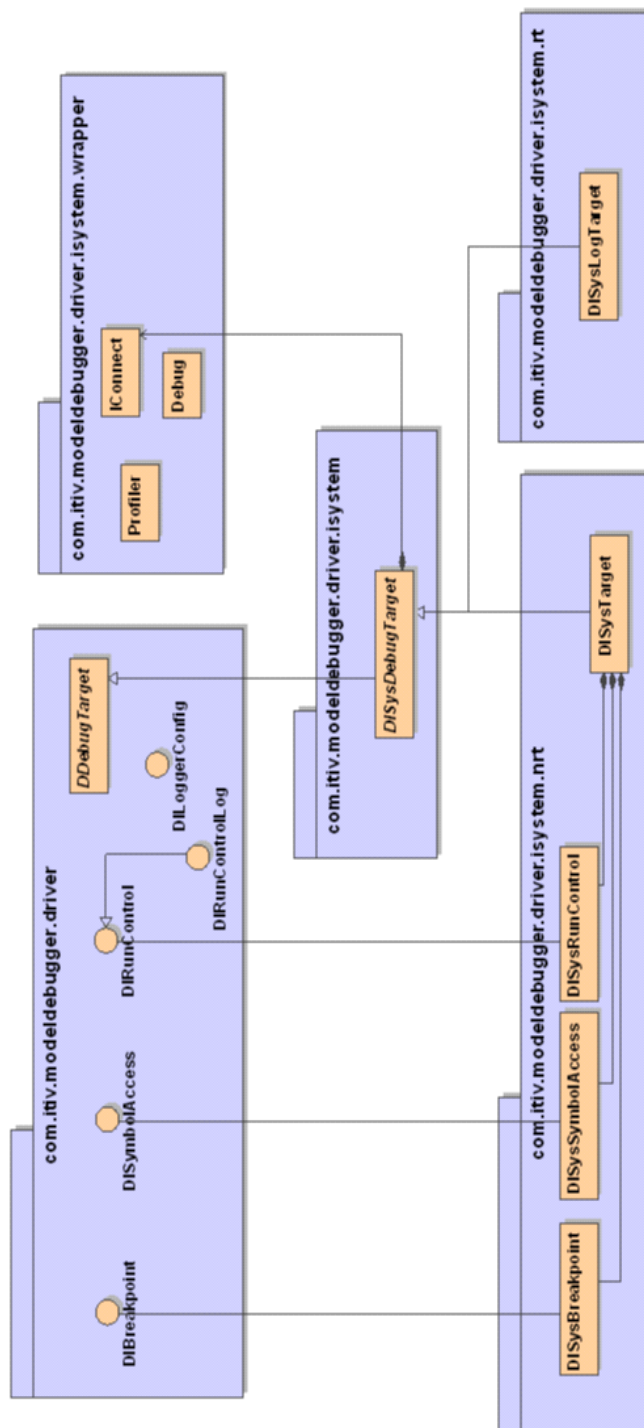 com.itiv.modeldebugger.driver
DIBreakpoint
DISymbolAccess
DIRunControl
DIRunControlLog
DILoggerConfig
DDebugTarget
com.itiv.modeldebugger.driver.isystem.wrapper
Profiler
IConnect
Debug
com.itiv.modeldebugger.driver.isystem
DISysDebugTarget
com.itiv.modeldebugger.driver.isystem.nrt
DISysBreakpoint
DISysSymbolAccess
DISysRunControl
DISysTarget
com.itiv.modeldebugger.driver.isystem.rt
DISysLogTarget